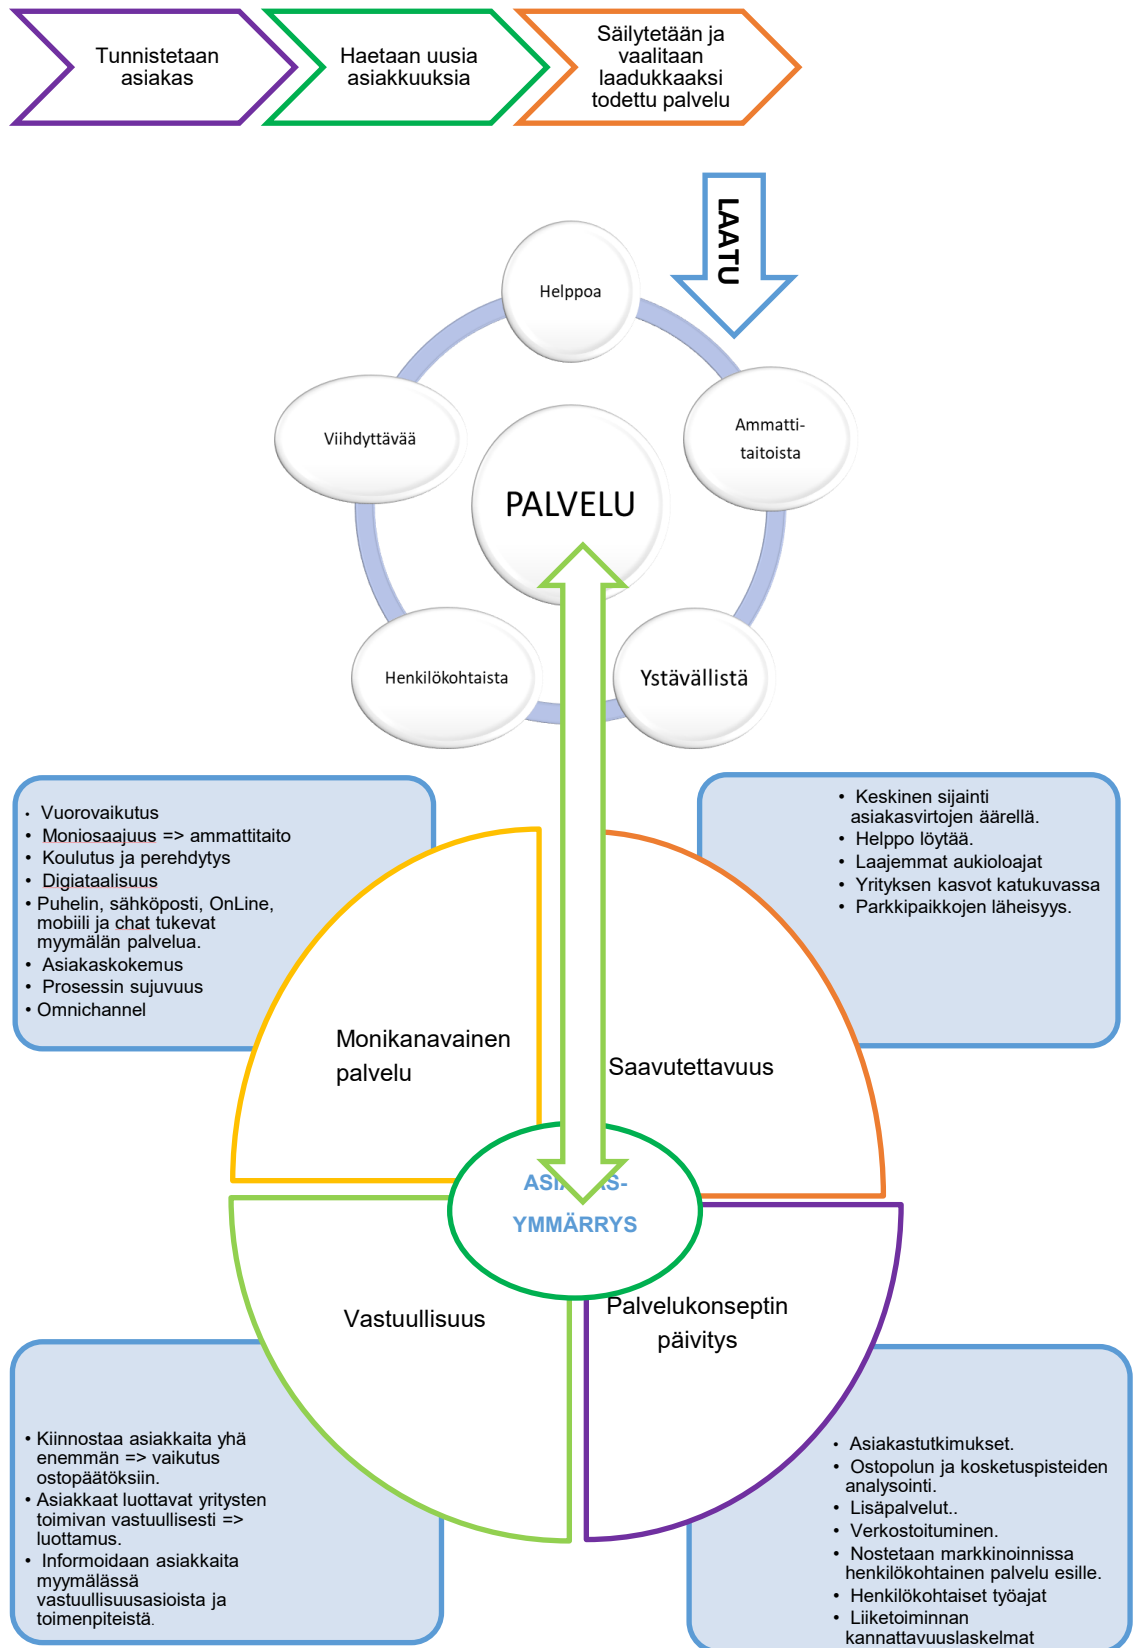 Tunnistetaan
asiakas
Haetaan uusia
asiakkuuksia
Säilytetään ja
vaalitaan
laadukkaaksi
todettu palvelu
LAATU
Helppoa
Viihdyttävää
Ammatti-
taitoista
PALVELU
Henkilökohtaista
Ystävällistä
• Vuorovaikutus
• Moniosaajuus => ammattitaito
• Koulutus ja perehdytys
• Digiataalisuus
• Puhelin, sähköposti, OnLine,
mobiili ja chat tukevat
myymälän palvelua.
• Asiakaskokemus
• Prosessin sujuvuus
• Omnichannel
• Keskinen sijainti
asiakasvirtojen äärellä.
• Helppo löytää.
• Laajemmat aukioloajat
• Yrityksen kasvot katukuvassa
• Parkkipaikkojen läheisyys.
Monikanavainen
palvelu
Saavutettavuus
YMMÄRRYS
Vastuullisuus
Palvelukonseptin
päivitys
• Kiinnostaa asiakkaita yhä
enemmän => vaikutus
ostopäätöksiin.
• Asiakkaat luottavat yritysten
toimivan vastuullisesti =>
luottamus.
• Informoidaan asiakkaita
myymälässä
vastuullisuusasioista ja
toimenpiteistä.
• Asiakastutkimukset.
• Ostopolun ja kosketuspisteiden
analysointi.
• Lisäpalvelut..
• Verkostoituminen.
• Nostetaan markkinoinnissa
henkilökohtainen palvelu esille.
• Henkilökohtaiset työajat
• Liiketoiminnan
kannattavuuslaskelmat